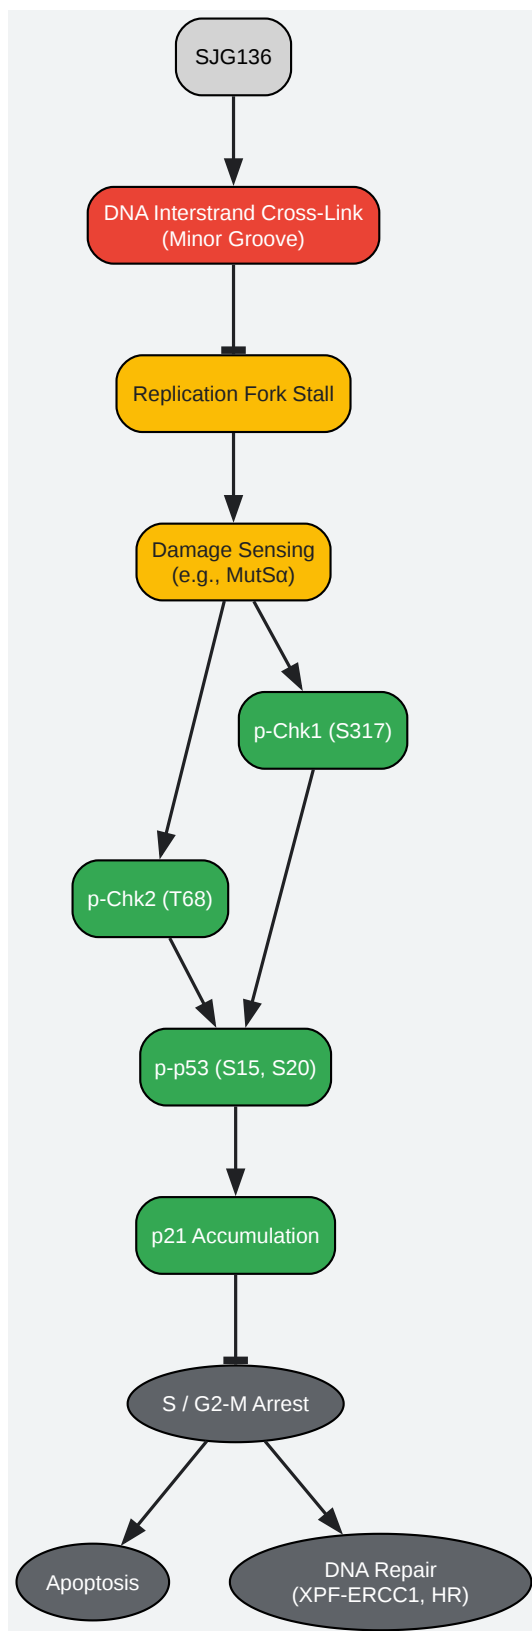 SJG136
DNA Interstrand Cross-Link
(Minor Groove)
Replication Fork Stall
Damage Sensing
(e.g., MutSα)
p-Chk1 (S317)
p-Chk2 (T68)
p-p53 (S15, S20)
p21 Accumulation
S / G2-M Arrest
Apoptosis
DNA Repair
(XPF-ERCC1, HR)